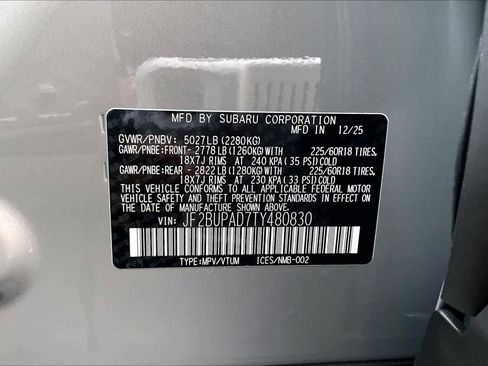 MFD BY SUBARU CORPORATION
MFD IN 12/25
GVWR/PNBV: 5027LB (2280KG)
GAWR/PNBE:FRONT- 2778 LB (1260KG) WITH 225/60R18 TIRES,
18X7J RIMS AT 240 KPA (35 PSI) COLD
GAWR/PNBE:REAR - 2822 LB (1280KG) WITH 225/60R18 TIRES,
18X7J RIMS AT 230 KPA (33 PSI) COLD
THIS VEHICLE CONFORMS TO ALL APPLICABLE
FEDERAL MOTOR VEHICLE SAFETY STANDARDS IN
EFFECT ON THE DATE OF MANUFACTURE SHOWN ABOVE.
VIN: JF2BUPAD7TY480830
TYPE:MPV/VTUM ICES/NMB-002